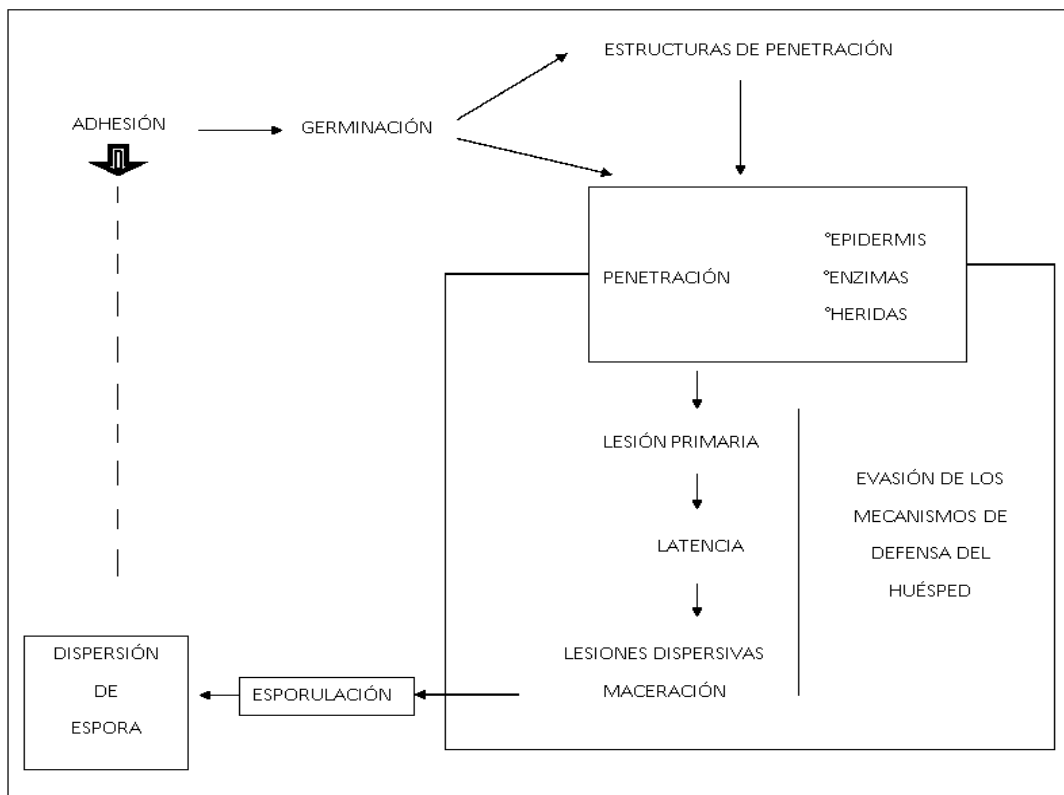 ESTRUCTURAS DE PENETRACIÓN
ADHESIÓN
GERMINACIÓN
PENETRACIÓN
°EPIDERMIS
°ENZIMAS
°HERIDAS
LESIÓN PRIMARIA
LATENCIA
LESIONES DISPERSIVAS
MACERACIÓN
EVASIÓN DE LOS
MECANISMOS DE
DEFENSA DEL
HUÉSPED
ESPORULACIÓN
DISPERSIÓN
DE
ESPORA